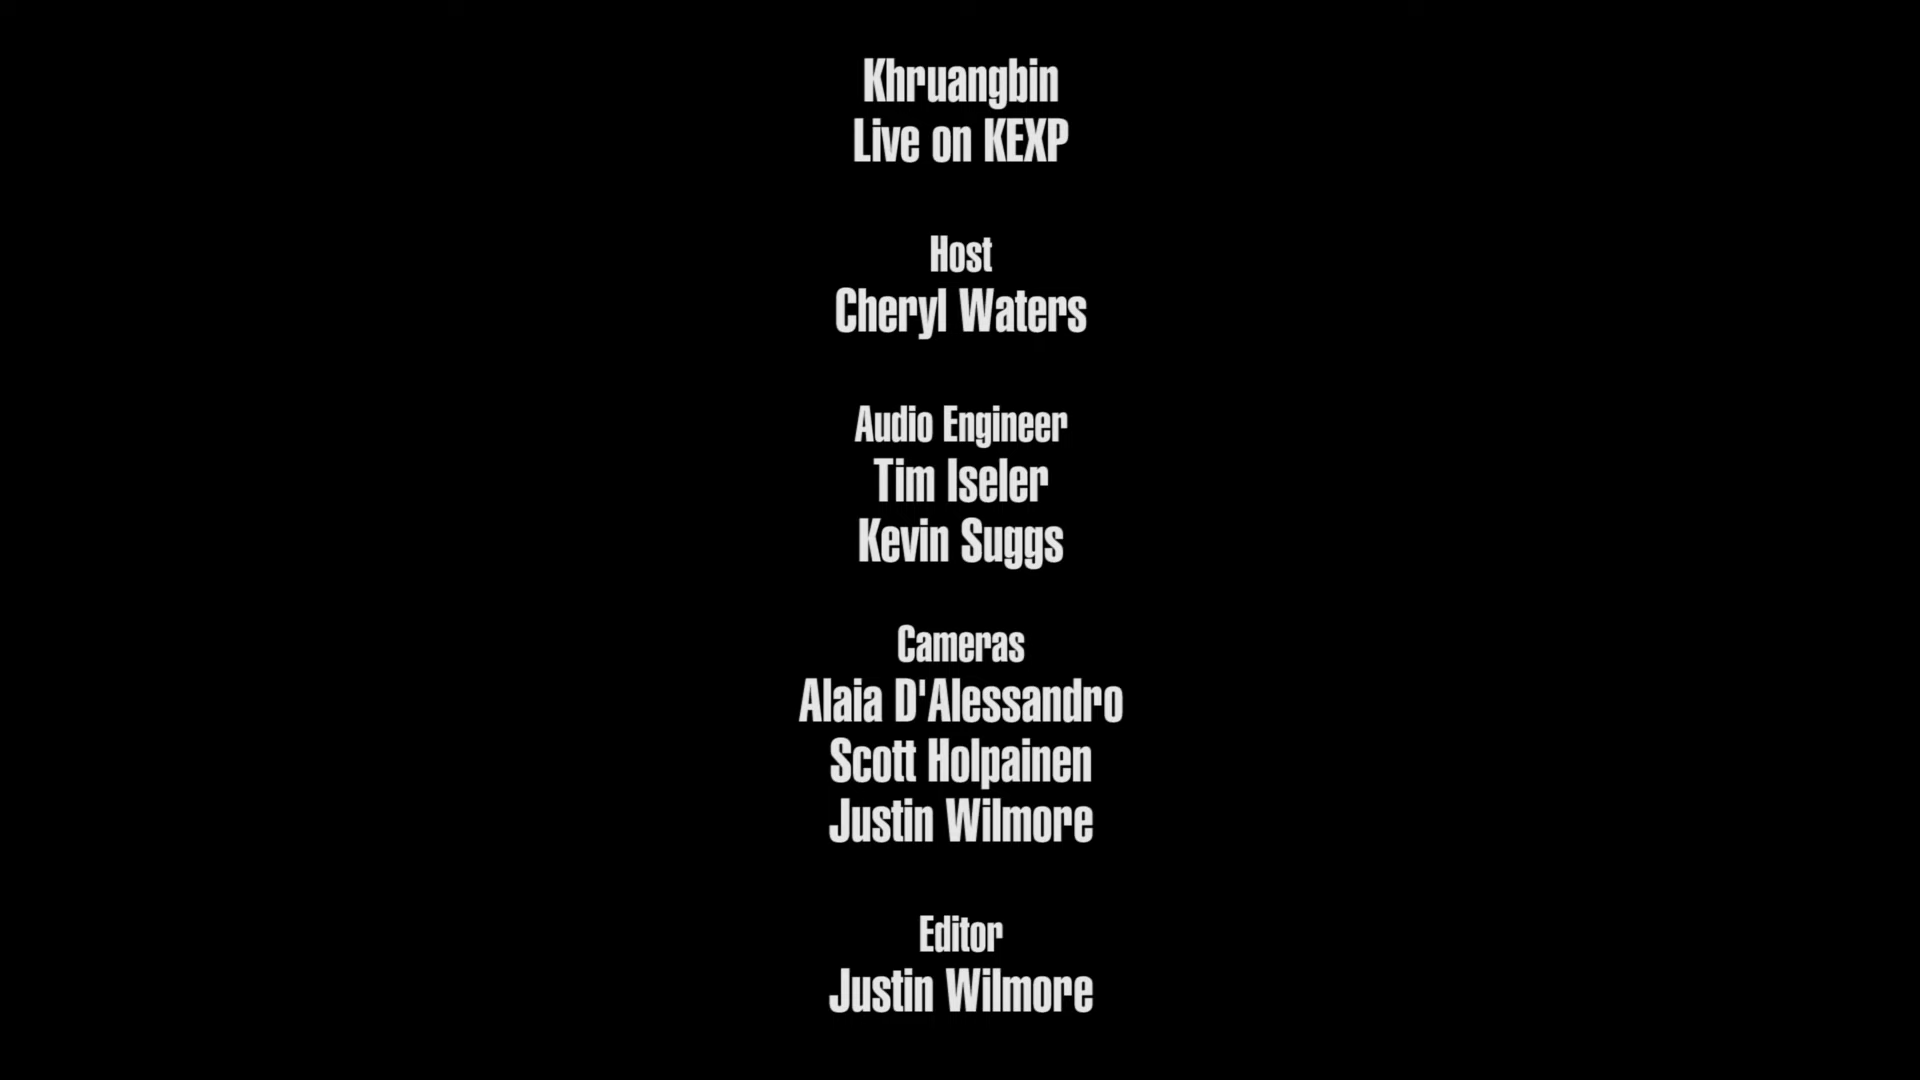 Khruangbin
Live on KEXP
Host
Cheryl Waters
Audio Engineer
Tim Iseler
Kevin Suggs
Cameras
Alaia D'Alessandro
Scott Holpainen
Justin Wilmore
Editor
Justin Wilmore